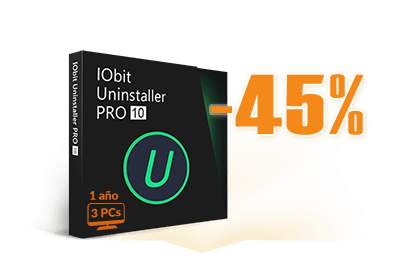 IObit
Uninstaller
PRO 10
IObit Uninstaller PRO 10
U
1 año
3 PCs
-45%